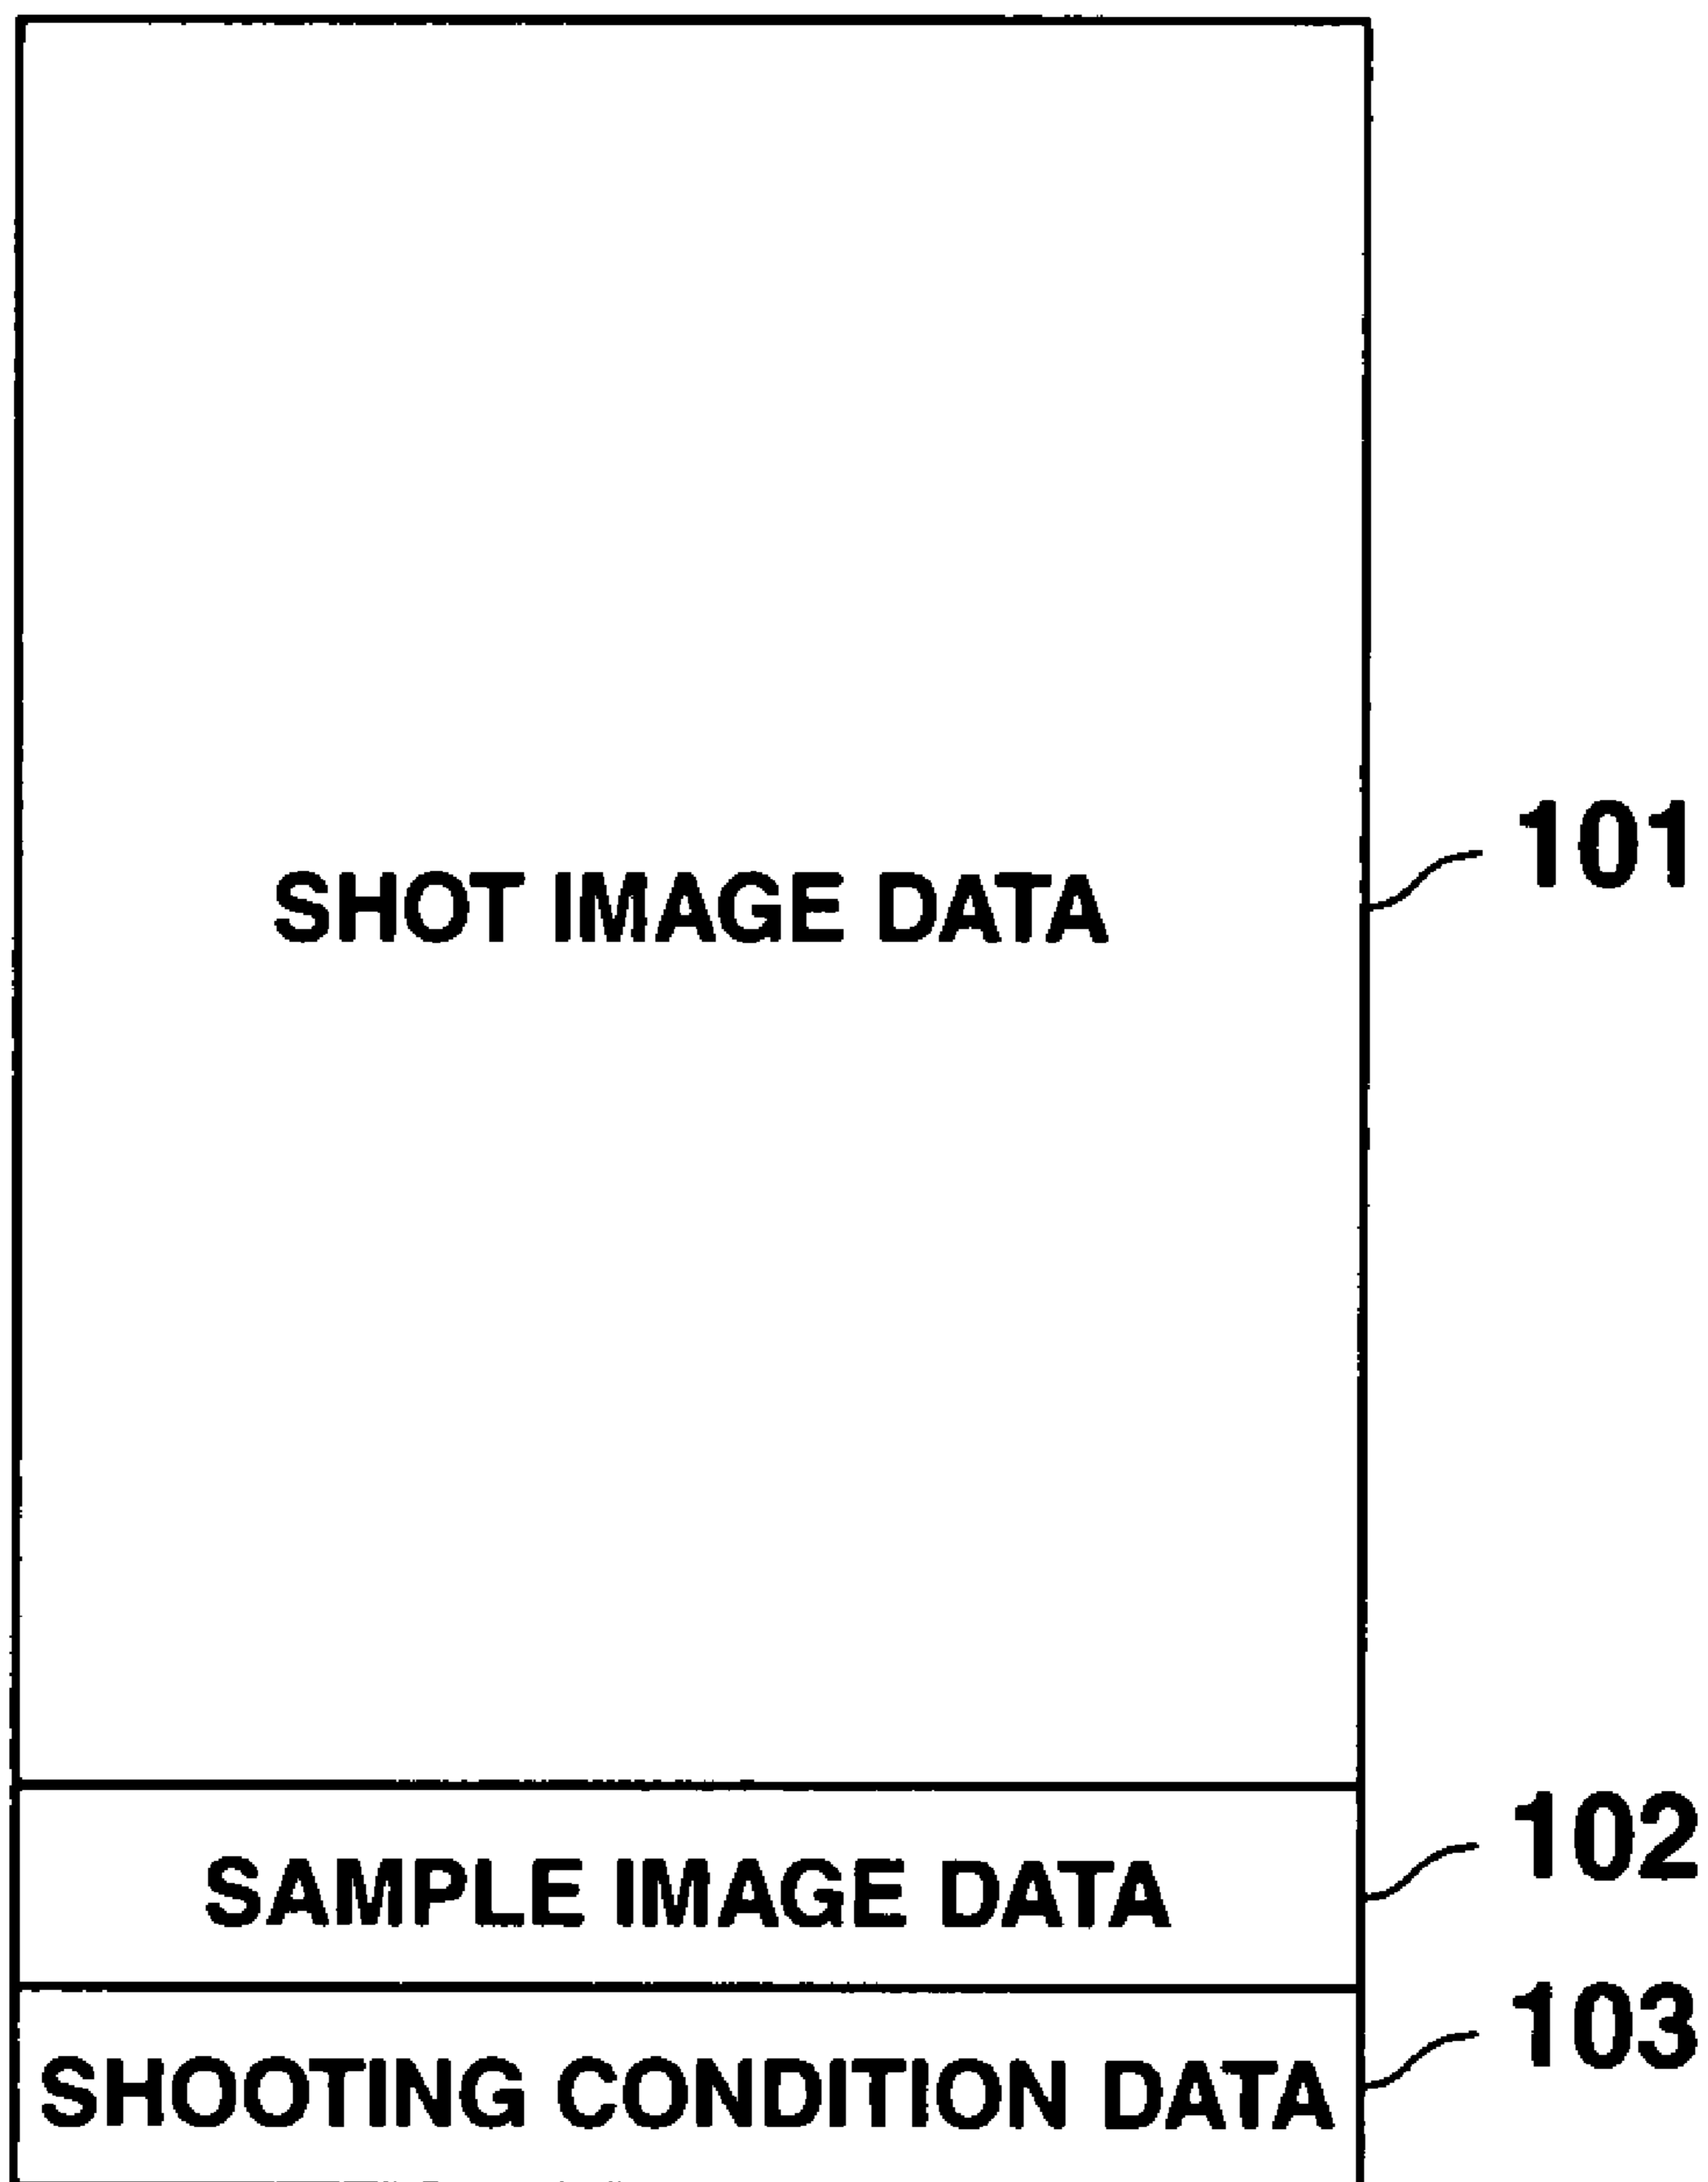 SHOT IMAGE DATA
101
SAMPLE IMAGE DATA
102
SHOOTING CONDITION DATA
103